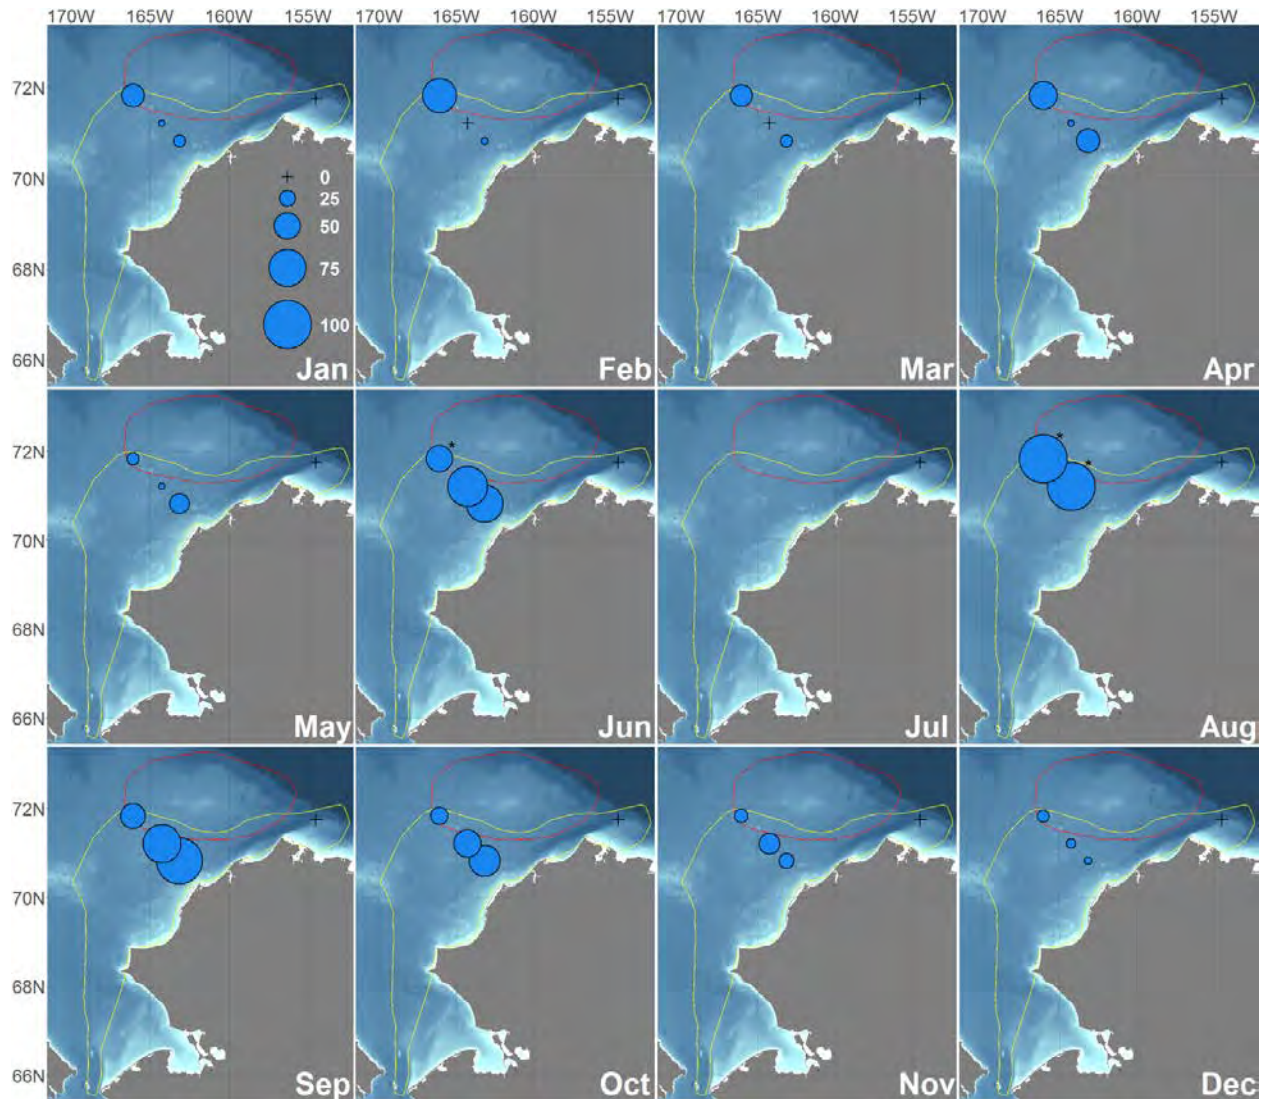 170W 165W 160W 155W 170W 165W 160W 155W 170W 165W 160W 155W 170W 165W 160W 155W
72N
70N
68N
66N
0
25
50
75
100
Jan Feb Mar Apr
72N
70N
68N
66N
* * *
May Jun Jul Aug
72N
70N
68N
66N
Sep Oct Nov Dec